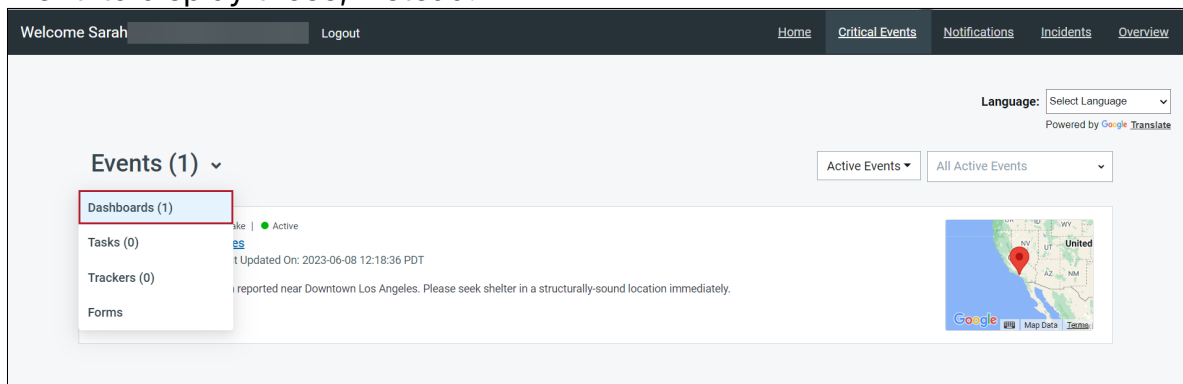 Welcome Sarah Logout Home Critical Events Notifications Incidents Overview
Language: Select Language
Powered by Google Translate
Events (1) Active Events All Active Events
Dashboards (1)
Tasks (0)
Trackers (0)
Forms
ake | Active
es
t Updated On: 2023-06-08 12:18:36 PDT
reported near Downtown Los Angeles. Please seek shelter in a structurally-sound location immediately.
OR ID WY
NV UT United
AZ NM
Google Map Data Terms